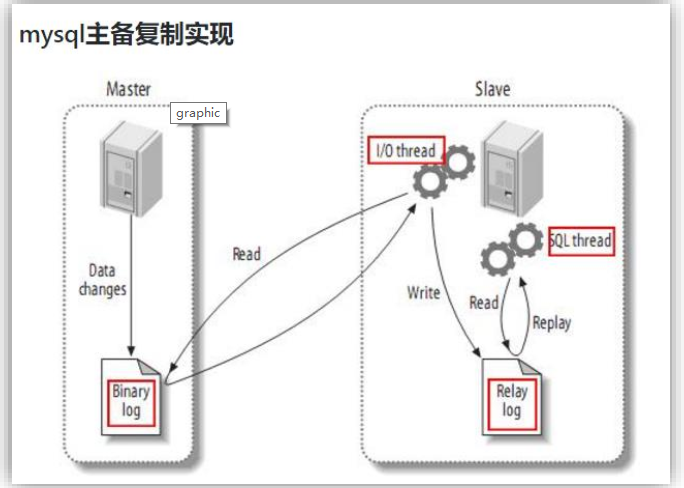 mysql主备复制实现
Master
Slave
graphic
I/O thread
SQL thread
Read
Data
changes
Write
Read
Replay
Binary
log
Relay
log